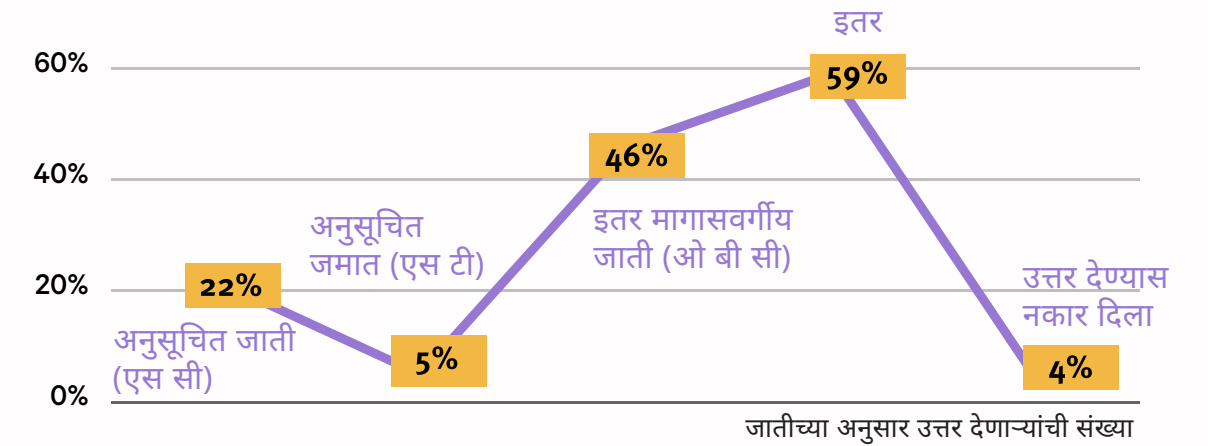 इतर
60%
59%
46%
40%
अनुसूचित
जमात (एस टी)
इतर मागासवर्गीय
जाती (ओ बी सी)
22%
20%
उत्तर देण्यास
नकार दिला
अनुसूचित जाती
(एस सी)
5%
4%
0%
जातीच्या अनुसार उत्तर देणाऱ्यांची संख्या